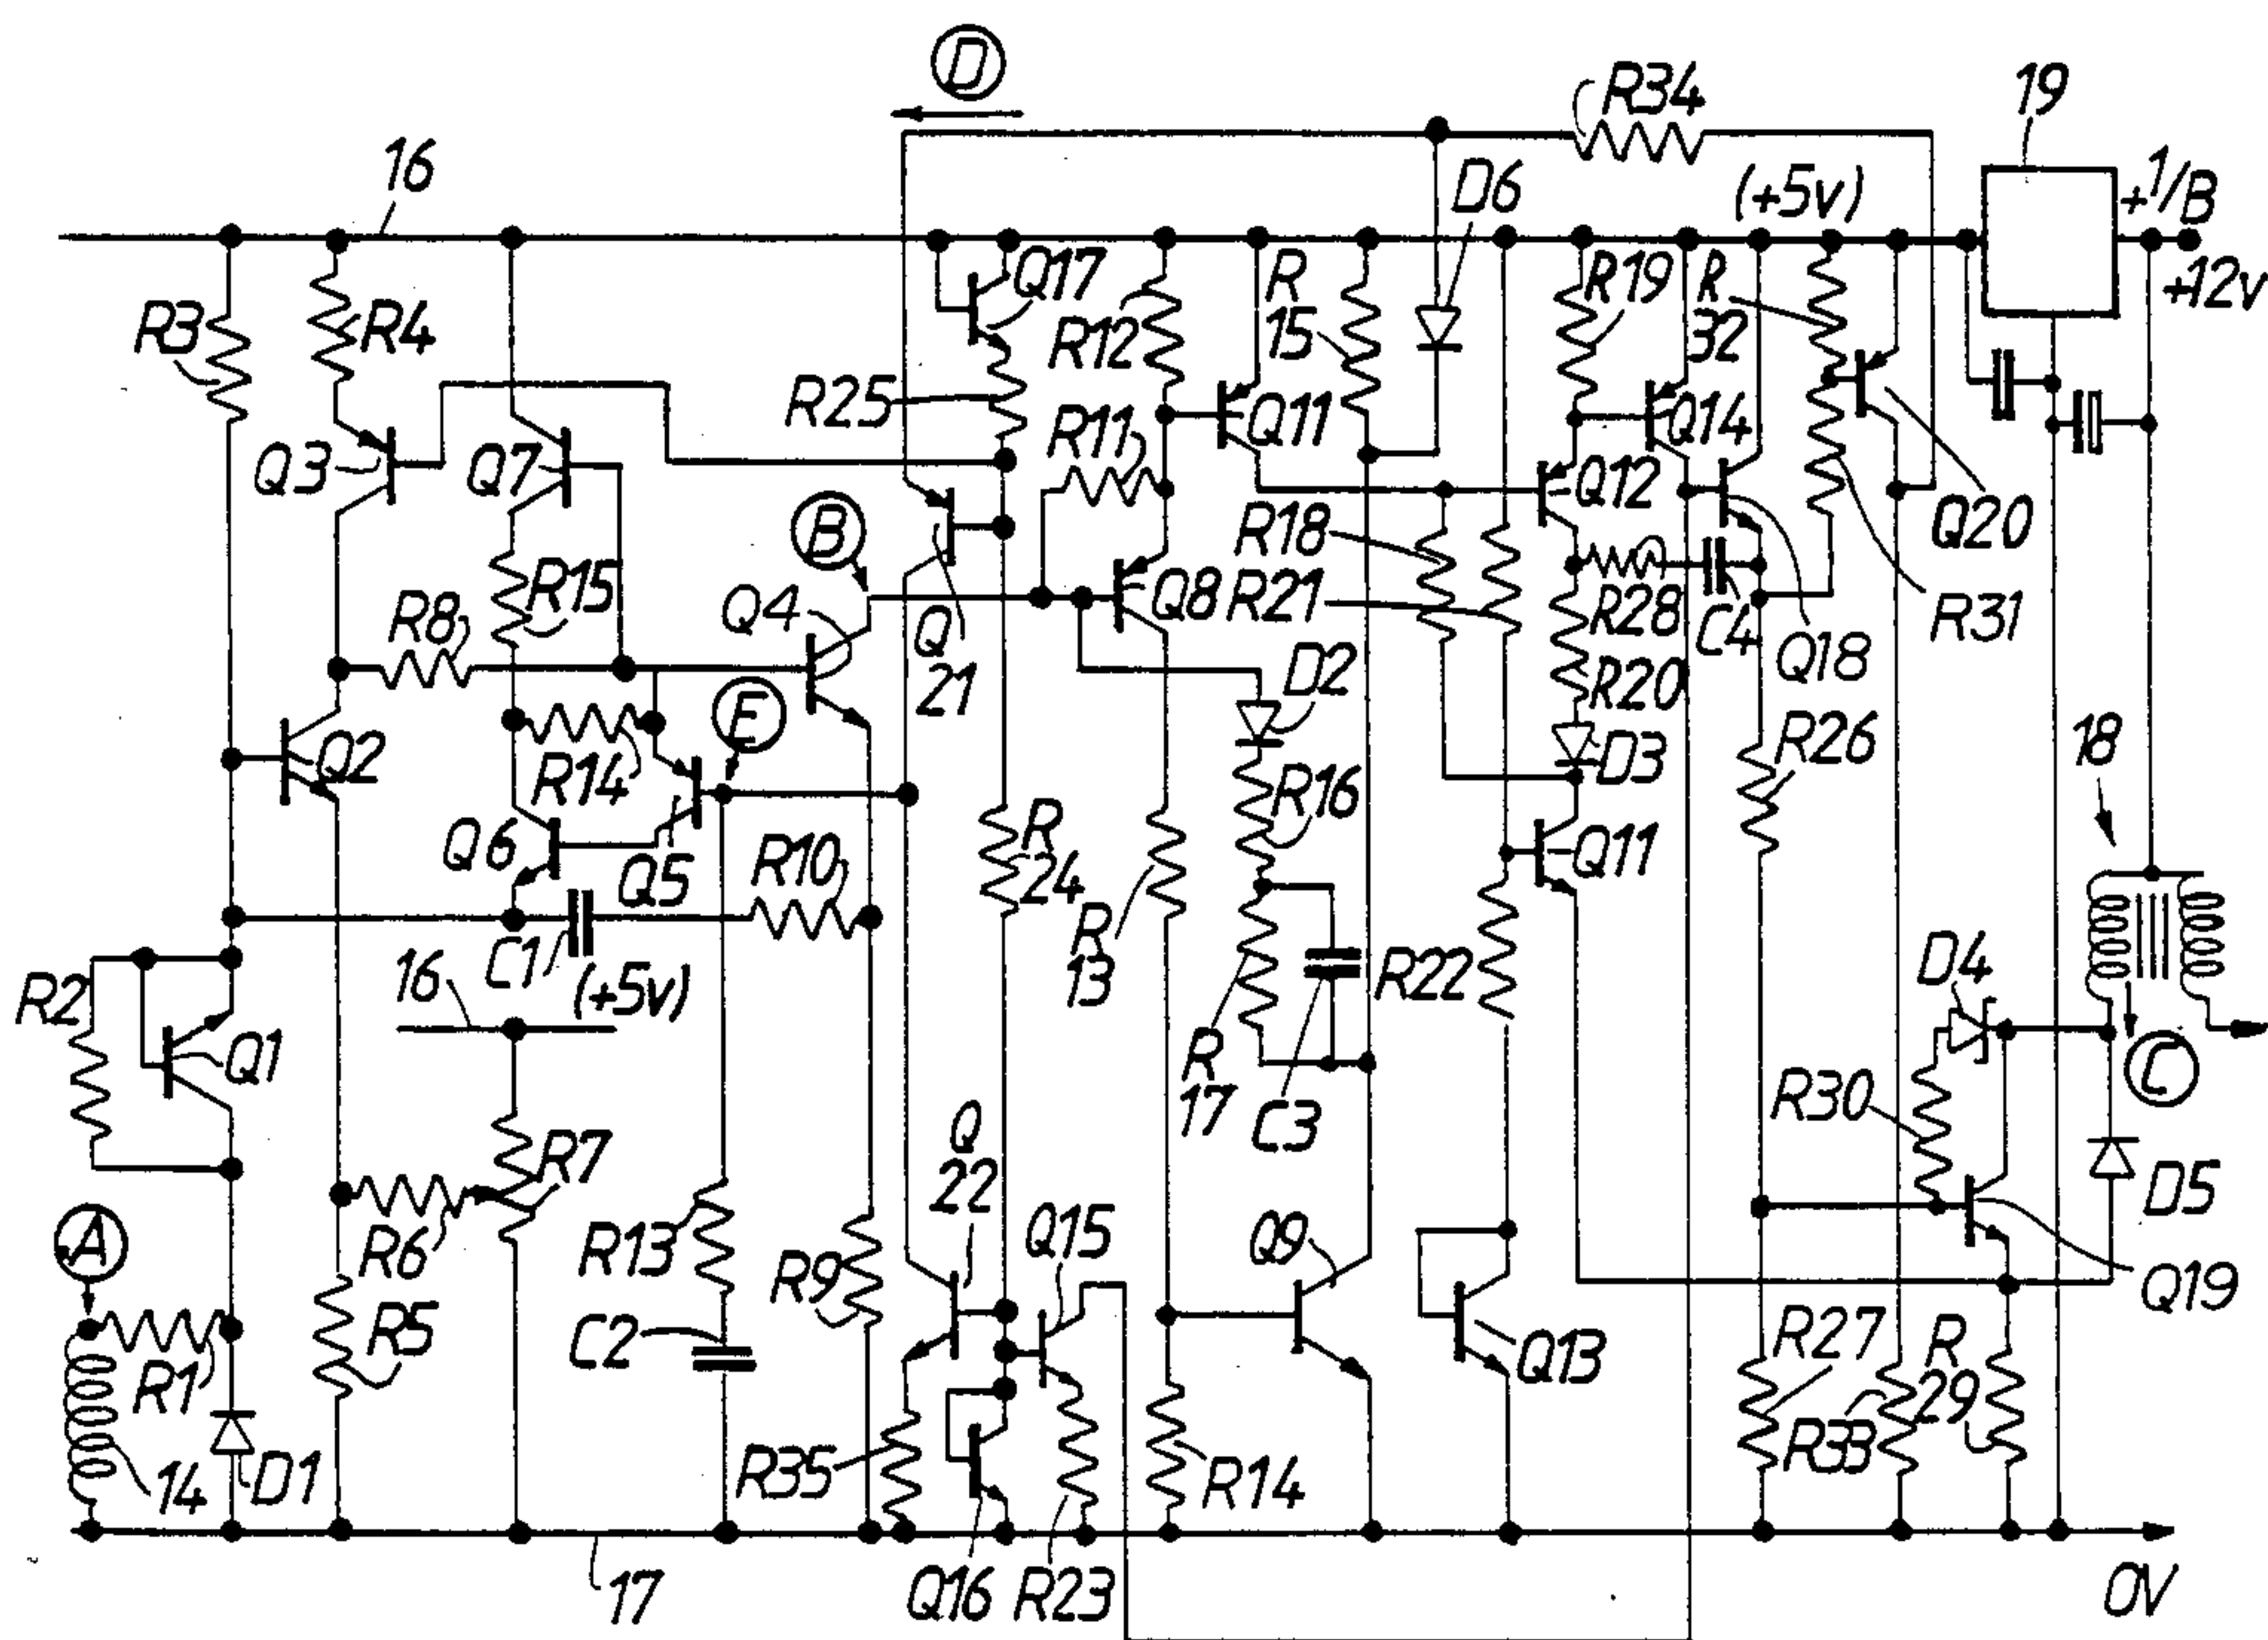 D
R34
19
16
D6
(+5v)
+1/B
+12v
R3
R4
Q17
R
15
R19
R
32
R12
R25
R11
Q11
Q14
Q3
Q7
B
R18
Q12
Q20
R8
R15
Q4
Q
21
Q8
R21
R28
C4
Q18
R31
E
D2
R20
R26
18
Q2
R14
D3
Q6
Q5
R10
R
24
R16
Q11
R
13
R2
16
C1
(+5v)
R22
D4
Q1
R
17
C3
R30
C
A
R6
R7
R13
Q
22
Q15
Q9
D5
R1
R5
C2
R9
Q13
R27
R
29
Q19
14
D1
R35
R14
R33
17
Q16
R23
0V